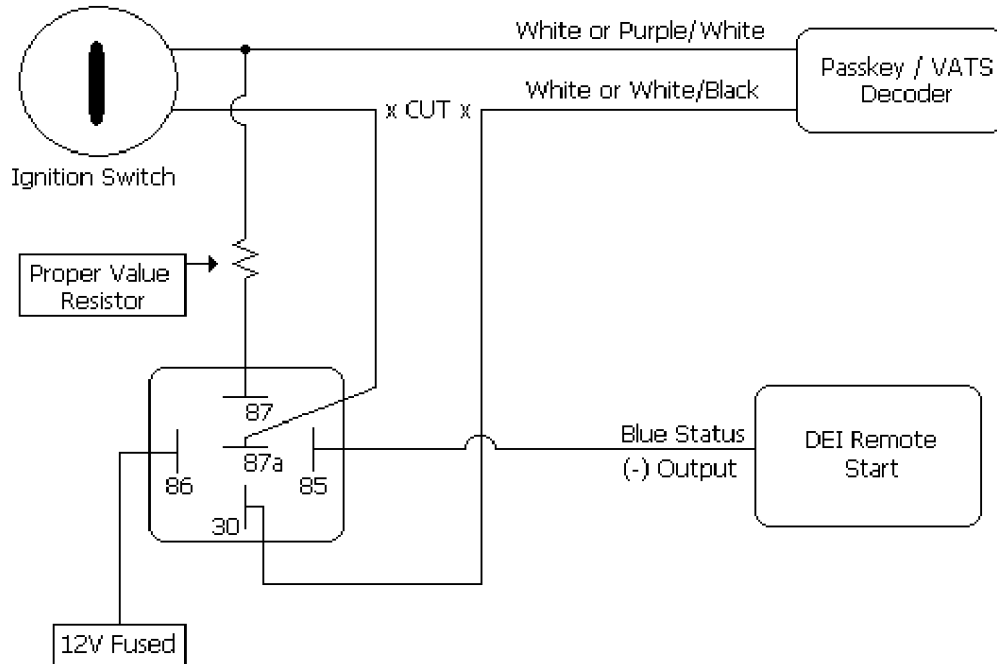 White or Purple/White
Passkey / VATS
Decoder
White or White/Black
x CUT x
Ignition Switch
Proper Value
Resistor
87
87a
86
85
30
Blue Status
(-) Output
DEI Remote
Start
12V Fused